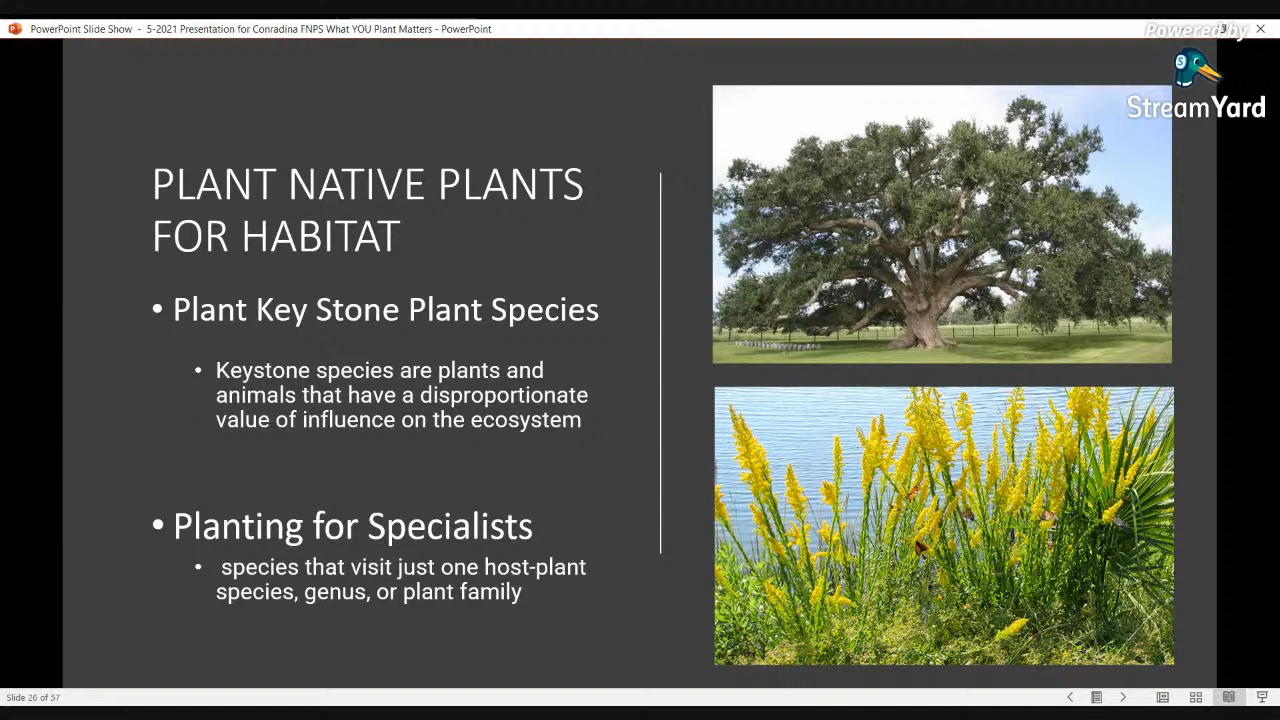 PowerPoint Slide Show - 5-2021 Presentation for Conradina FNPS What YOU Plant Matters - PowerPoint
Powered by
StreamYard
PLANT NATIVE PLANTS
FOR HABITAT
• Plant Key Stone Plant Species
• Keystone species are plants and
animals that have a disproportionate
value of influence on the ecosystem
• Planting for Specialists
• species that visit just one host-plant
species, genus, or plant family
Slide 26 of 57